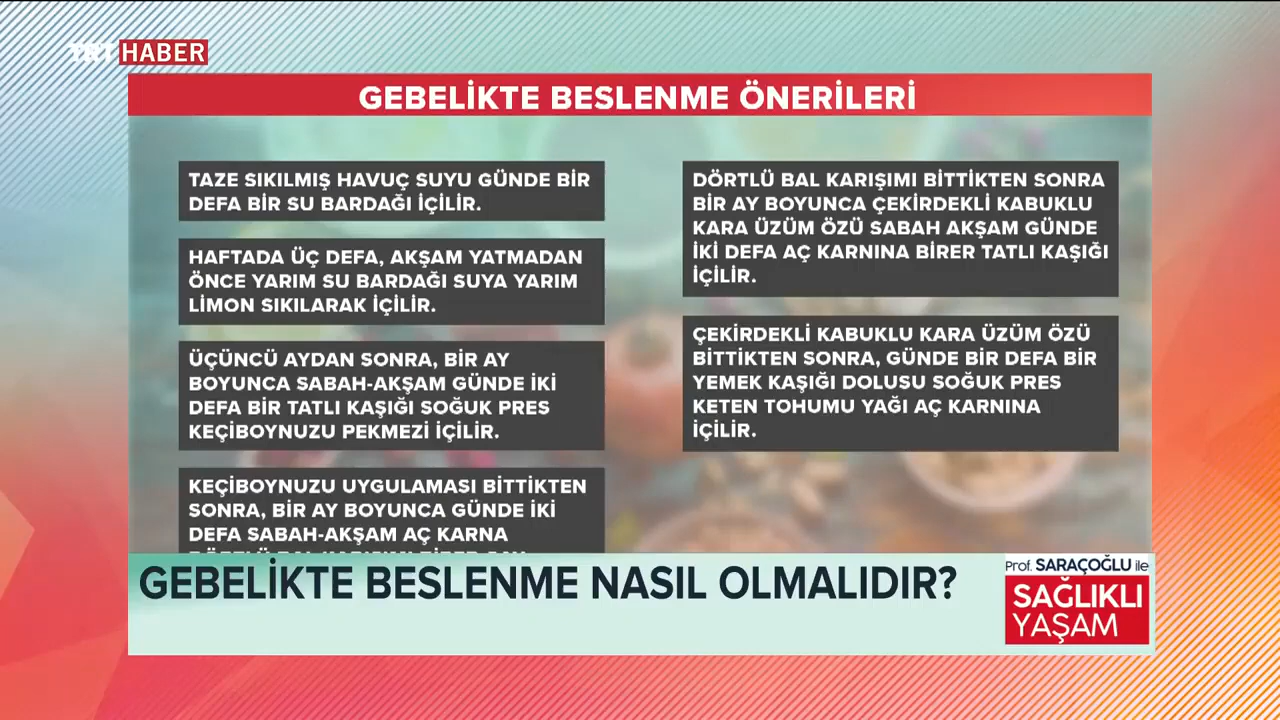 TRT HABER
GEBELİKTE BESLENME ÖNERİLERİ
TAZE SIKILMIŞ HAVUÇ SUYU GÜNDE BİR
DEFA BİR SU BARDAĞI İÇİLİR.
HAFTADA ÜÇ DEFA, AKŞAM YATMADAN
ÖNCE YARIM SU BARDAĞI SUYA YARIM
LİMON SIKILARAK İÇİLİR.
ÜÇÜNCÜ AYDAN SONRA, BİR AY
BOYUNCA SABAH-AKŞAM GÜNDE İKİ
DEFA BİR TATLI KAŞIĞI SOĞUK PRES
KEÇİBOYNUZU PEKMEZİ İÇİLİR.
KEÇİBOYNUZU UYGULAMASI BİTTİKTEN
SONRA, BİR AY BOYUNCA GÜNDE İKİ
DEFA SABAH-AKŞAM AÇ KARNA
DÖRTLÜ BAL KARIŞIMI BİTTİKTEN SONRA
BİR AY BOYUNCA ÇEKİRDEKLİ KABUKLU
KARA ÜZÜM ÖZÜ SABAH AKŞAM GÜNDE
İKİ DEFA AÇ KARNINA BİRER TATLI KAŞIĞI
İÇİLİR.
ÇEKİRDEKLİ KABUKLU KARA ÜZÜM ÖZÜ
BİTTİKTEN SONRA, GÜNDE BİR DEFA BİR
YEMEK KAŞIĞI DOLUSU SOĞUK PRES
KETEN TOHUMU YAĞI AÇ KARNINA
İÇİLİR.
GEBELİKTE BESLENME NASIL OLMALIDIR?
Prof. SARAÇOĞLU ile
SAĞLIKLI
YAŞAM